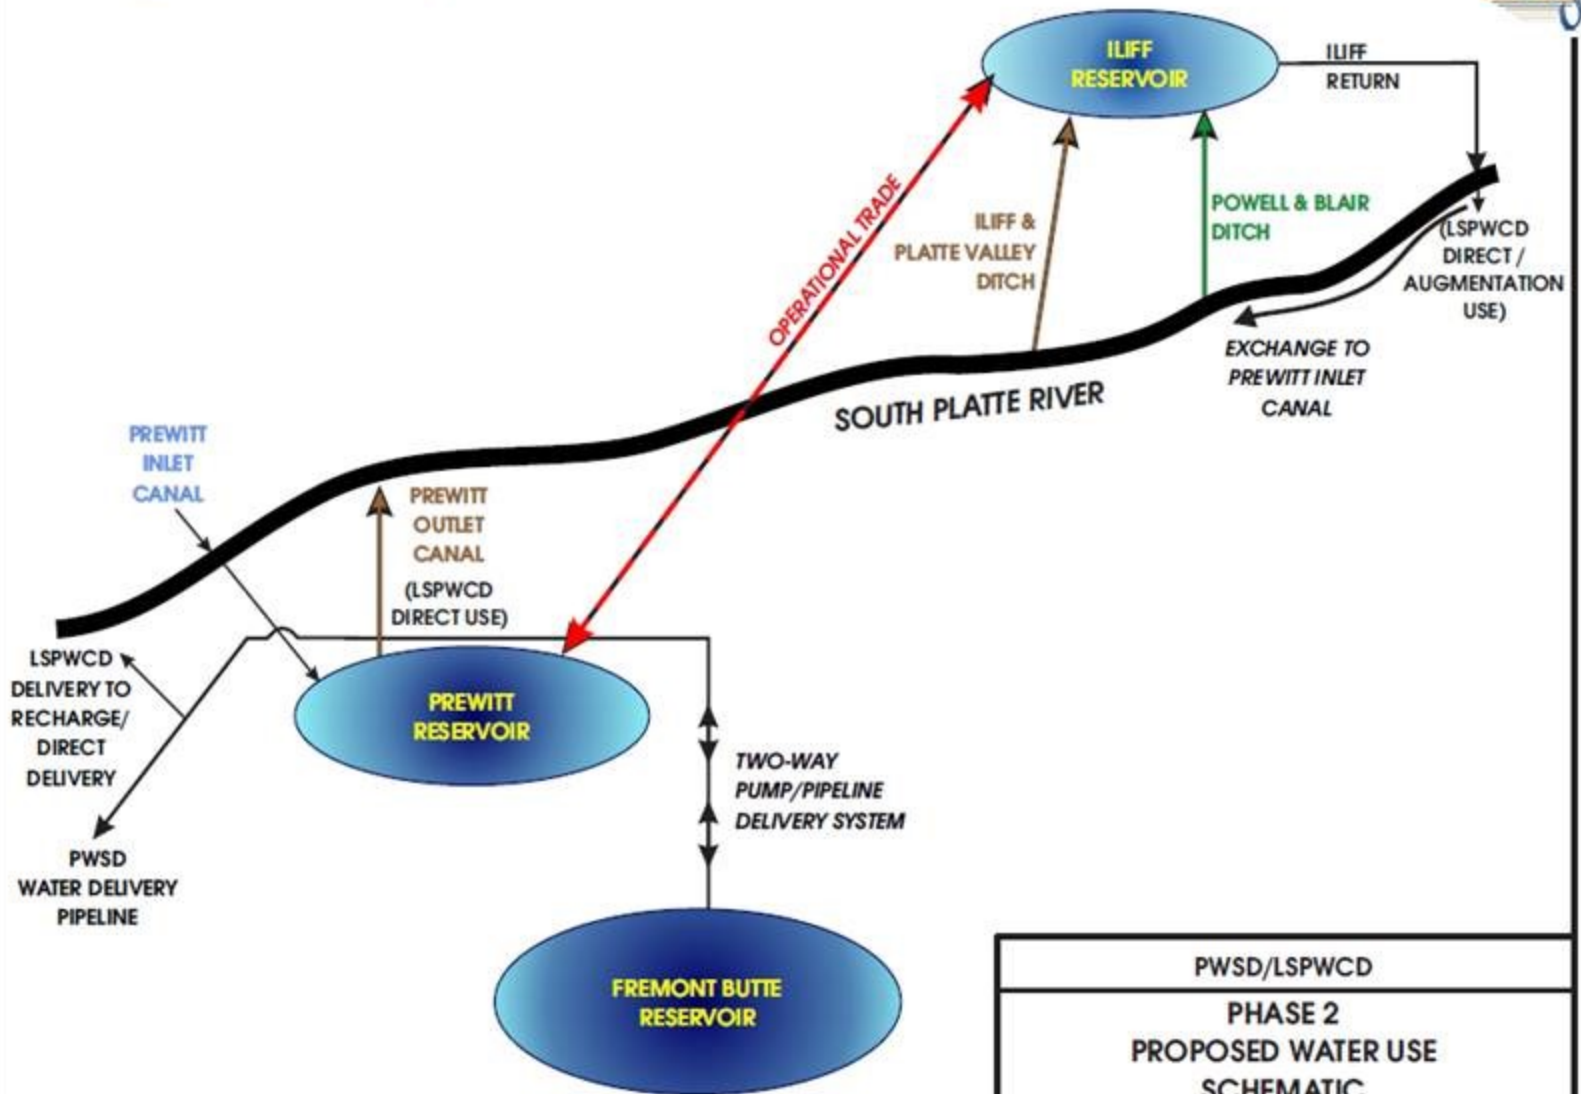 ILIFF
RESERVOIR
ILIFF
RETURN
OPERATIONAL TRADE
ILIFF &
PLATTE VALLEY
DITCH
POWELL & BLAIR
DITCH
(LSPWCD
DIRECT /
AUGMENTATION
USE)
EXCHANGE TO
PREWITT INLET
CANAL
SOUTH PLATTE RIVER
PREWITT
INLET
CANAL
PREWITT
OUTLET
CANAL
(LSPWCD
DIRECT USE)
LSPWCD
DELIVERY TO
RECHARGE/
DIRECT
DELIVERY
PREWITT
RESERVOIR
TWO-WAY
PUMP/PIPELINE
DELIVERY SYSTEM
PWSD
WATER DELIVERY
PIPELINE
FREMONT BUTTE
RESERVOIR
PWSD/LSPWCD
PHASE 2
PROPOSED WATER USE
SCHEMATIC